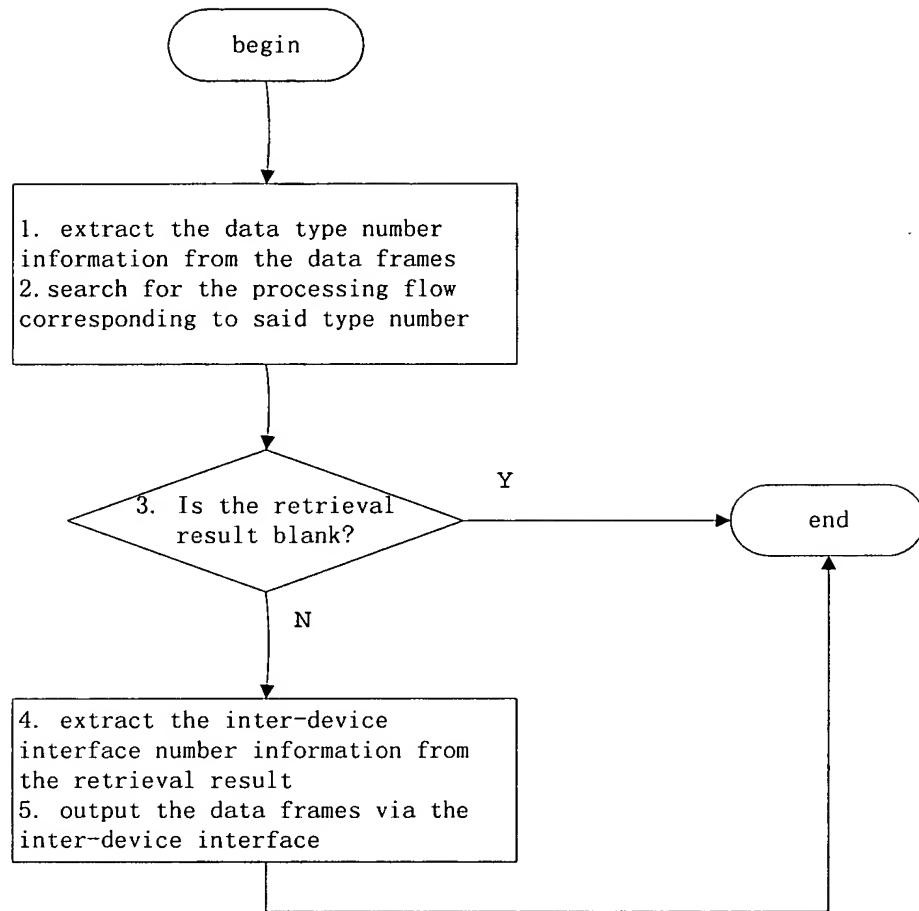 begin
1. extract the data type number
information from the data frames
2. search for the processing flow
corresponding to said type number
3. Is the retrieval
result blank?
Y
end
N
4. extract the inter-device
interface number information from
the retrieval result
5. output the data frames via the
inter-device interface